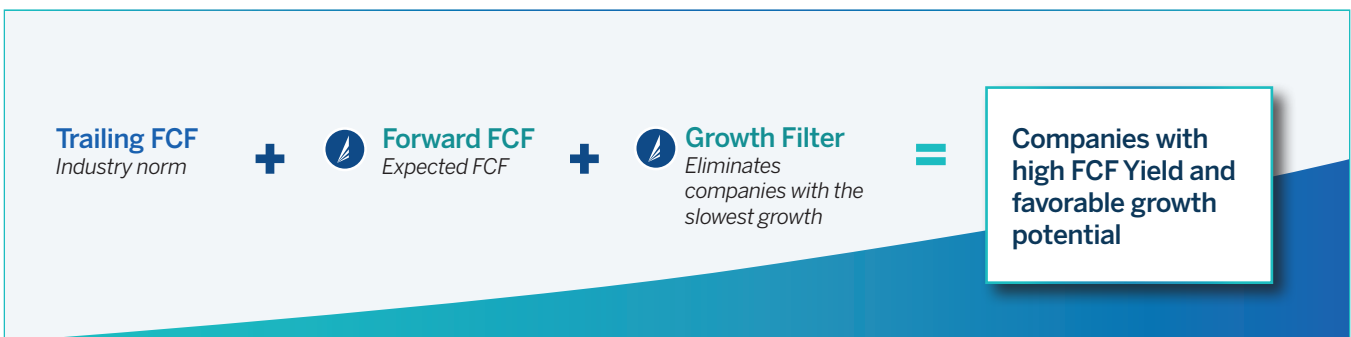 Trailing FCF
Industry norm
+
Forward FCF
Expected FCF
+
Growth Filter
Eliminates
companies with the
slowest growth
=
Companies with
high FCF Yield and
favorable growth
potential